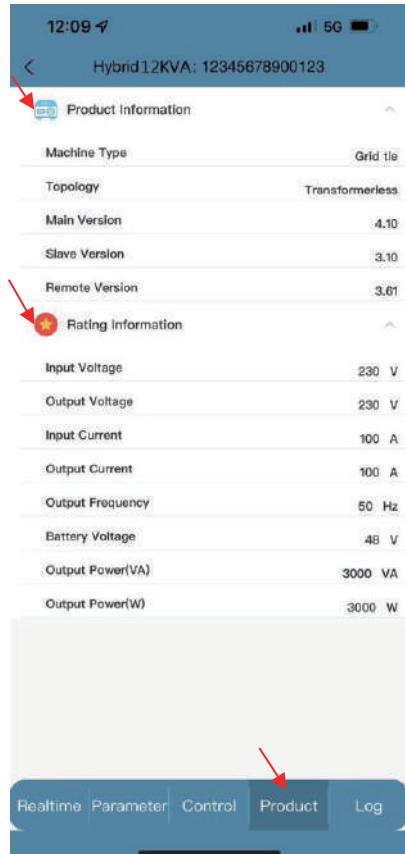 12:09 5G
Hybrid12KVA: 12345678900123
Product Information
Machine Type Grid tie
Topology Transformerless
Main Version 4.10
Slave Version 3.10
Remote Version 3.61
Rating Information
Input Voltage 230 V
Output Voltage 230 V
Input Current 100 A
Output Current 100 A
Output Frequency 50 Hz
Battery Voltage 48 V
Output Power(VA) 3000 VA
Output Power(W) 3000 W
Realtime Parameter Control Product Log